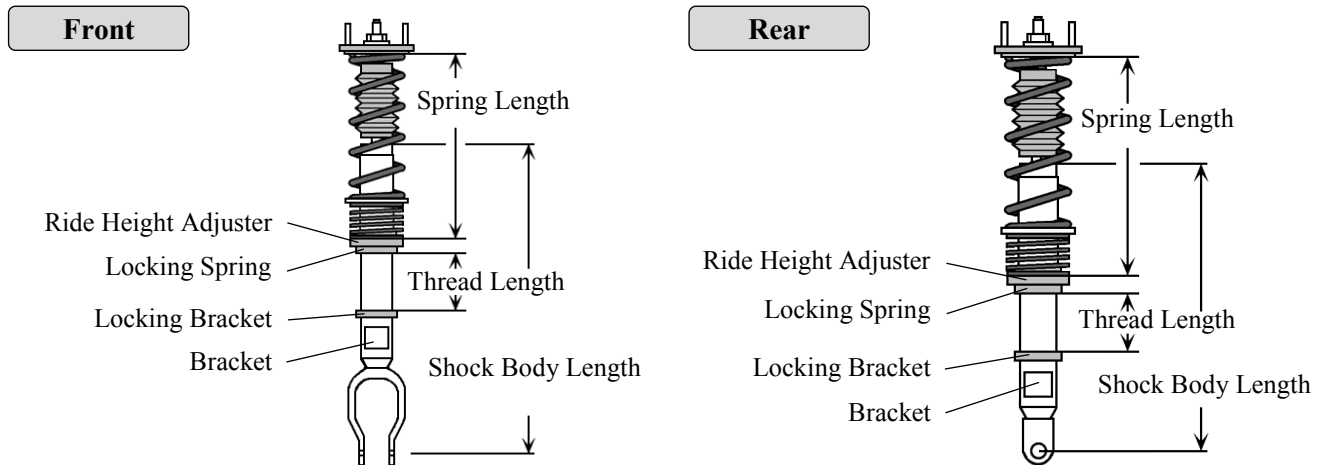 Front
Spring Length
Ride Height Adjuster
Locking Spring
Thread Length
Locking Bracket
Bracket
Shock Body Length
Rear
Spring Length
Ride Height Adjuster
Locking Spring
Thread Length
Locking Bracket
Shock Body Length
Bracket